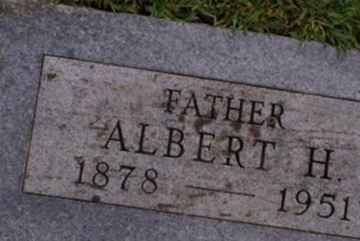 FATHER
ALBERT H.
1878 — 1951